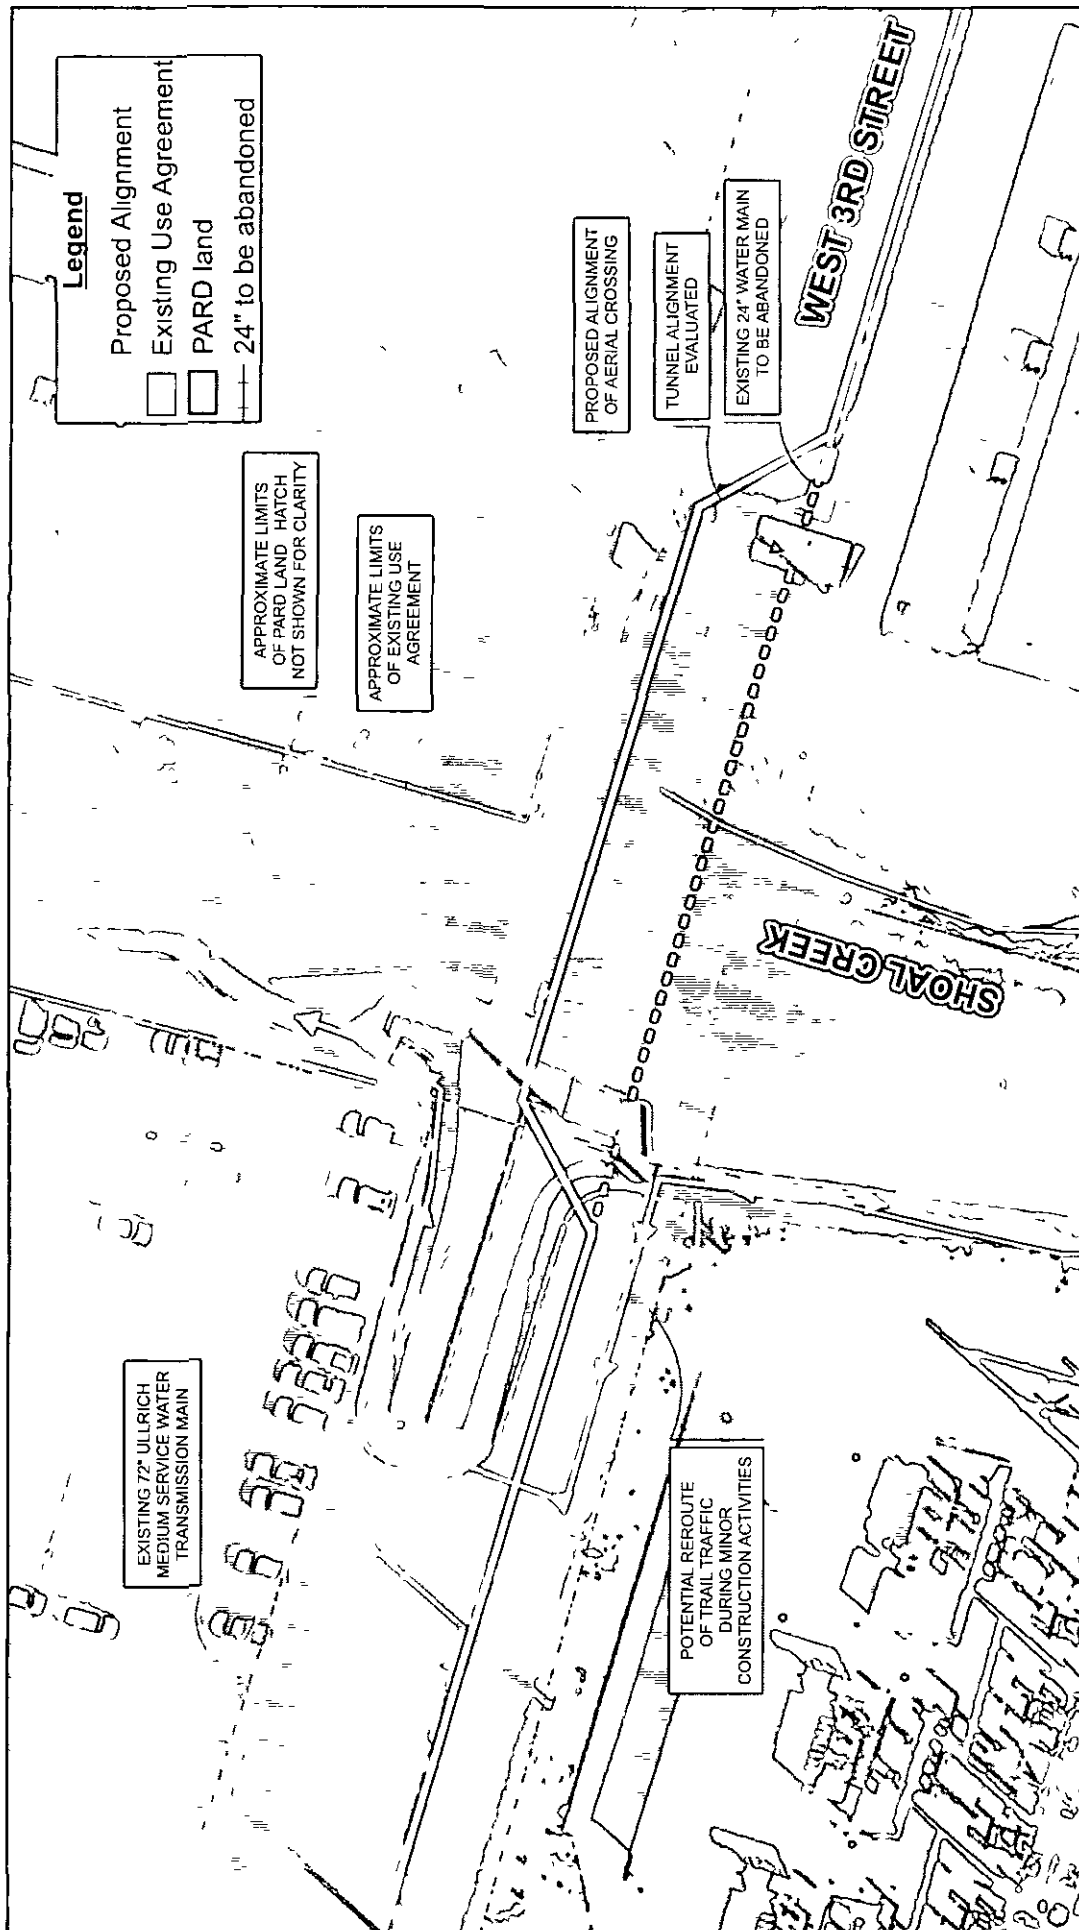 Legend
Proposed Alignment
Existing Use Agreement
PARD land
24" to be abandoned
APPROXIMATE LIMITS
OF PARD LAND HATCH
NOT SHOWN FOR CLARITY
APPROXIMATE LIMITS
OF EXISTING USE
AGREEMENT
PROPOSED ALIGNMENT
OF AERIAL CROSSING
TUNNEL ALIGNMENT
EVALUATED
EXISTING 24" WATER MAIN
TO BE ABANDONED
WEST 3RD STREET
SHOAL CREEK
EXISTING 72" ULLRICH
MEDIUM SERVICE WATER
TRANSMISSION MAIN
POTENTIAL REROUTE
OF TRAIL TRAFFIC
DURING MINOR
CONSTRUCTION ACTIVITIES